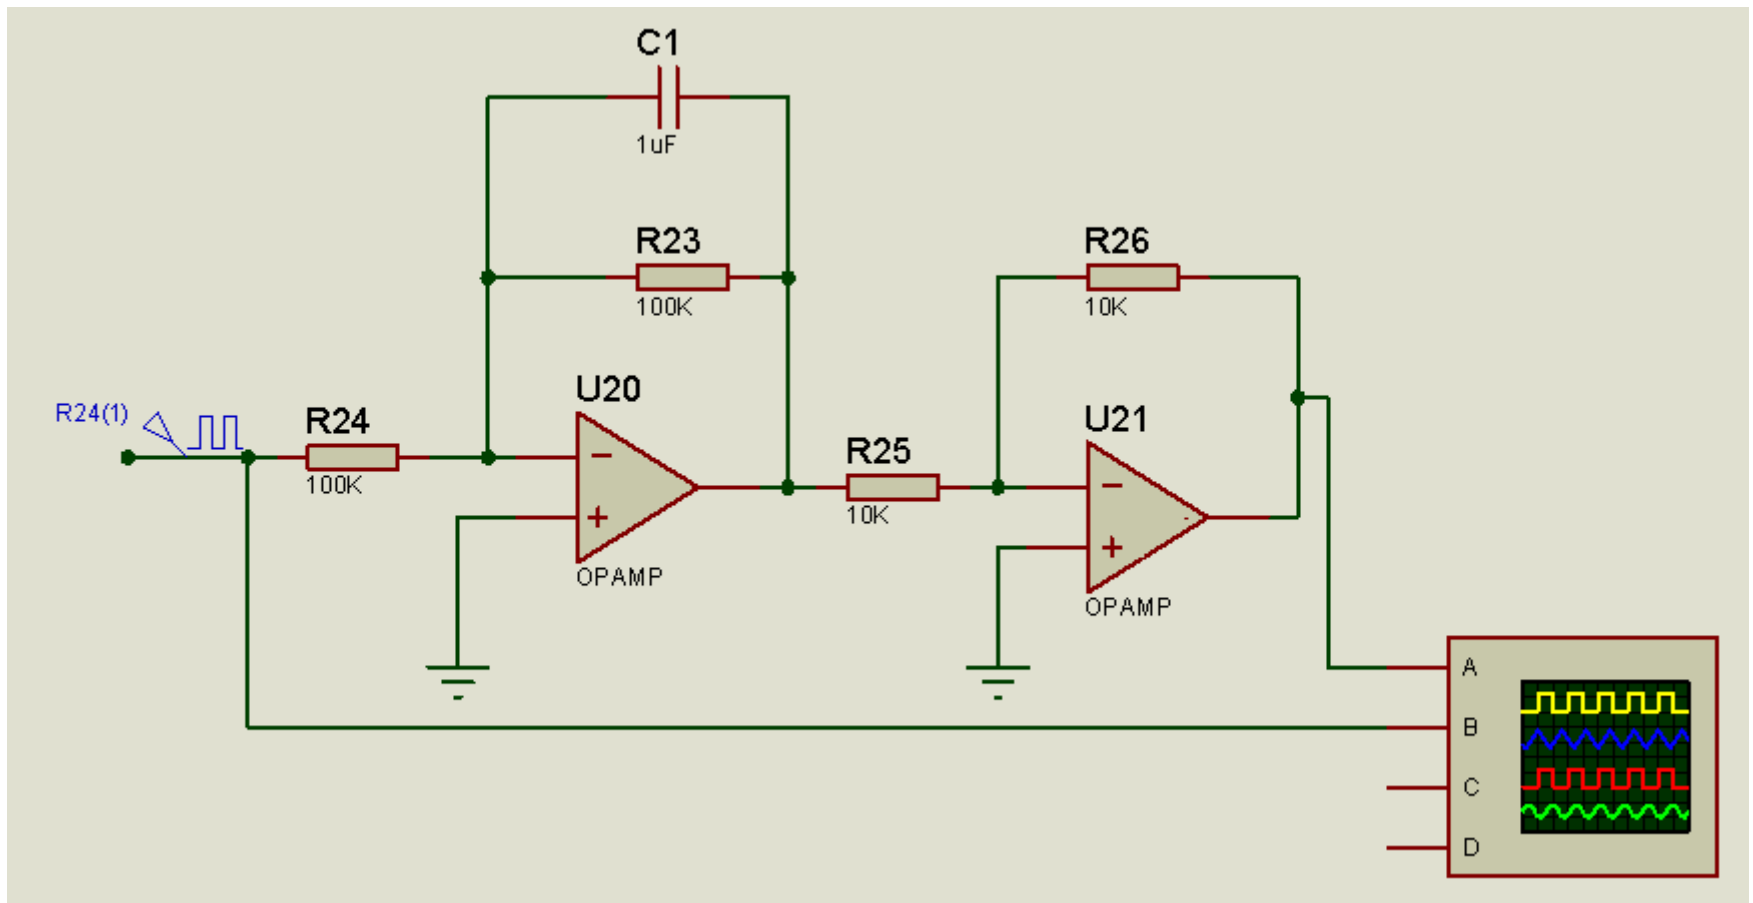 C1
1uF
R23
100K
R26
10K
U20
R24(1)
R24
100K
U21
R25
10K
OPAMP
OPAMP
A
B
C
D